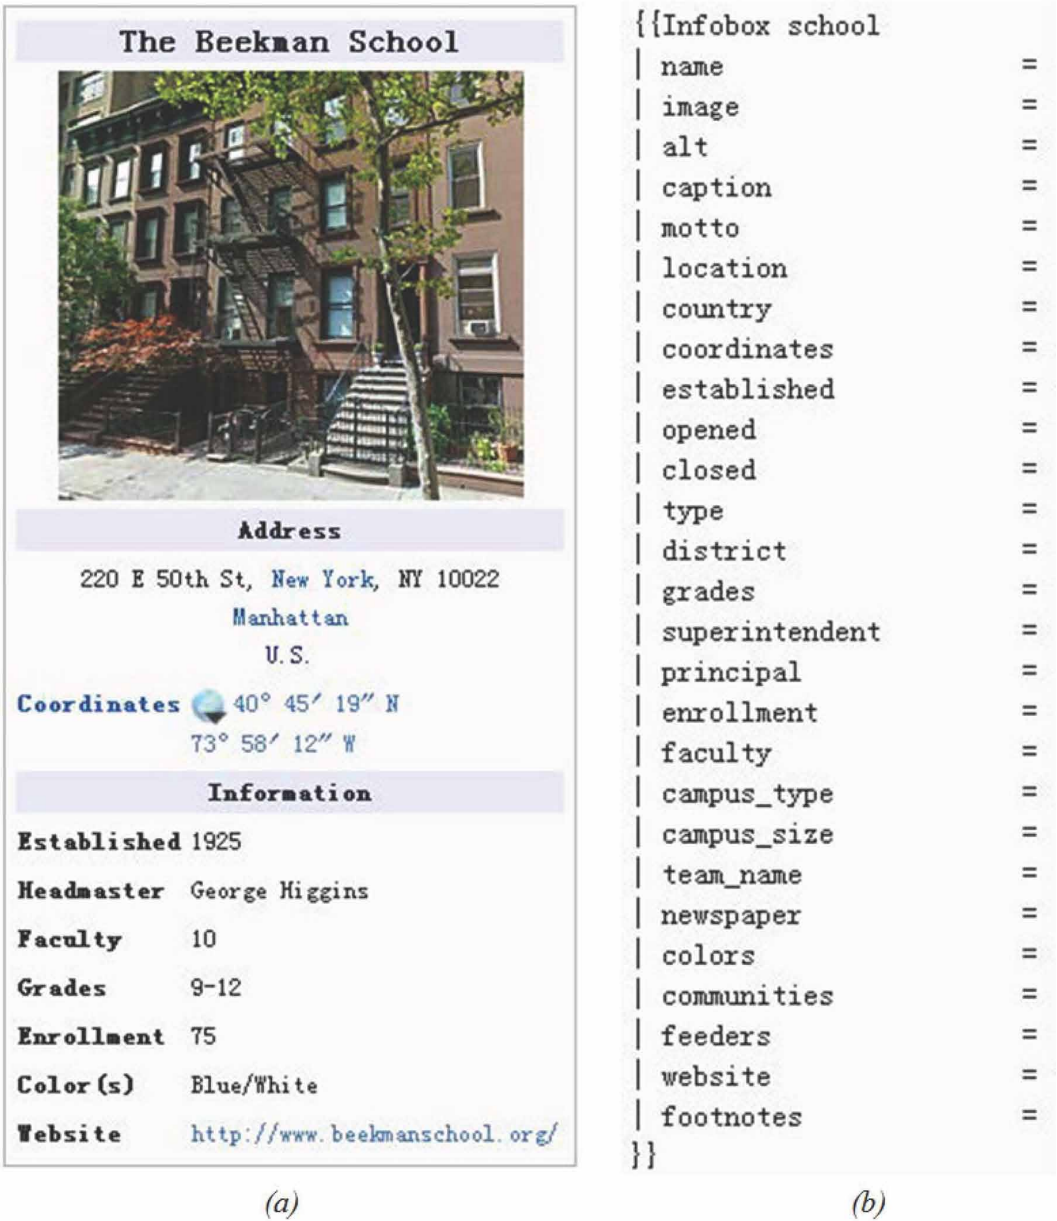 The Beekman School
Address
220 E 50th St, New York, NY 10022
Manhattan
U.S.
Coordinates 40° 45′ 19″ N
73° 58′ 12″ W
Information
Established 1925
Headmaster George Higgins
Faculty 10
Grades 9-12
Enrollment 75
Color(s) Blue/White
Website http://www.beekmanschool.org/
(a)
{{Infobox school
| name =
| image =
| alt =
| caption =
| motto =
| location =
| country =
| coordinates =
| established =
| opened =
| closed =
| type =
| district =
| grades =
| superintendent =
| principal =
| enrollment =
| faculty =
| campus_type =
| campus_size =
| team_name =
| newspaper =
| colors =
| communities =
| feeders =
| website =
| footnotes =
}}
(b)